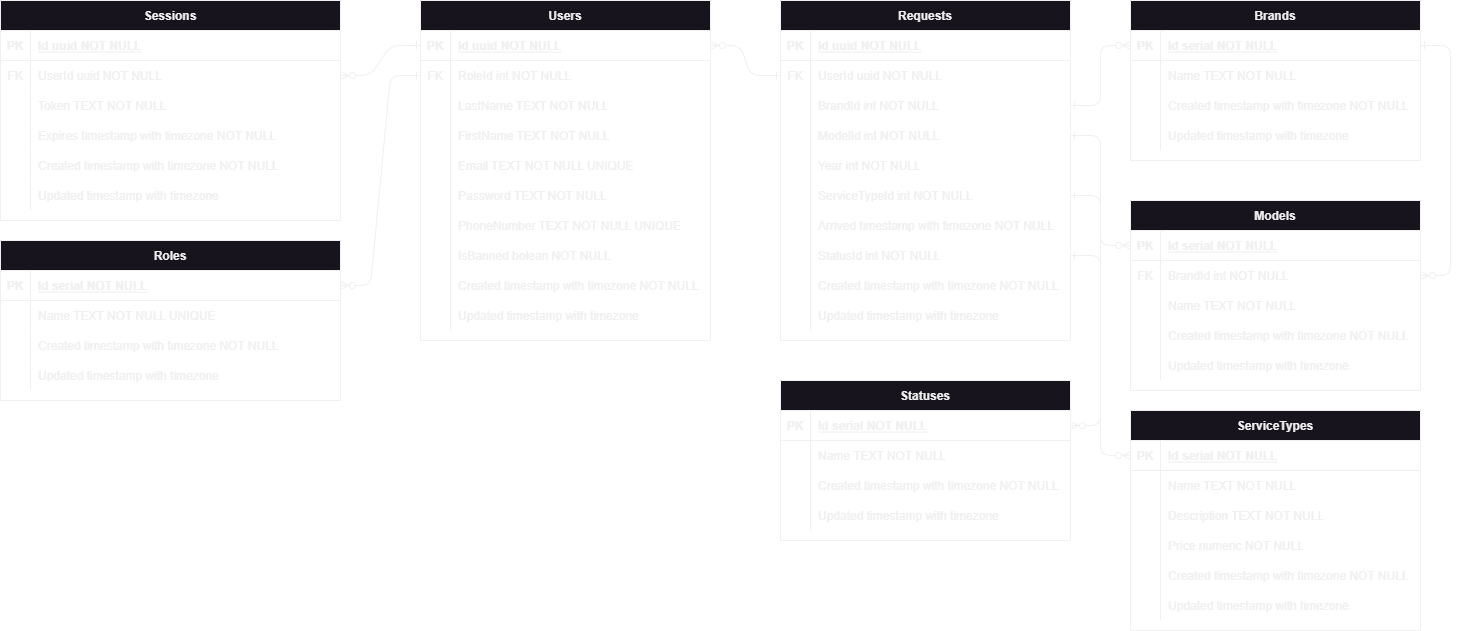 Sessions
PK Id uuid NOT NULL
FK UserId uuid NOT NULL
Token TEXT NOT NULL
Expires timestamp with timezone NOT NULL
Created timestamp with timezone NOT NULL
Updated timestamp with timezone
Roles
PK Id serial NOT NULL
Name TEXT NOT NULL UNIQUE
Created timestamp with timezone NOT NULL
Updated timestamp with timezone
Users
PK Id uuid NOT NULL
FK RoleId int NOT NULL
LastName TEXT NOT NULL
FirstName TEXT NOT NULL
Email TEXT NOT NULL UNIQUE
Password TEXT NOT NULL
PhoneNumber TEXT NOT NULL UNIQUE
IsBanned bolean NOT NULL
Created timestamp with timezone NOT NULL
Updated timestamp with timezone
Requests
PK Id uuid NOT NULL
FK UserId uuid NOT NULL
BrandId int NOT NULL
ModelId int NOT NULL
Year int NOT NULL
ServiceTypeId int NOT NULL
Arrived timestamp with timezone NOT NULL
StatusId int NOT NULL
Created timestamp with timezone NOT NULL
Updated timestamp with timezone
Statuses
PK Id serial NOT NULL
Name TEXT NOT NULL
Created timestamp with timezone NOT NULL
Updated timestamp with timezone
Brands
PK Id serial NOT NULL
Name TEXT NOT NULL
Created timestamp with timezone NOT NULL
Updated timestamp with timezone
Models
PK Id serial NOT NULL
FK BrandId int NOT NULL
Name TEXT NOT NULL
Created timestamp with timezone NOT NULL
Updated timestamp with timezone
ServiceTypes
PK Id serial NOT NULL
Name TEXT NOT NULL
Description TEXT NOT NULL
Price numeric NOT NULL
Created timestamp with timezone NOT NULL
Updated timestamp with timezone